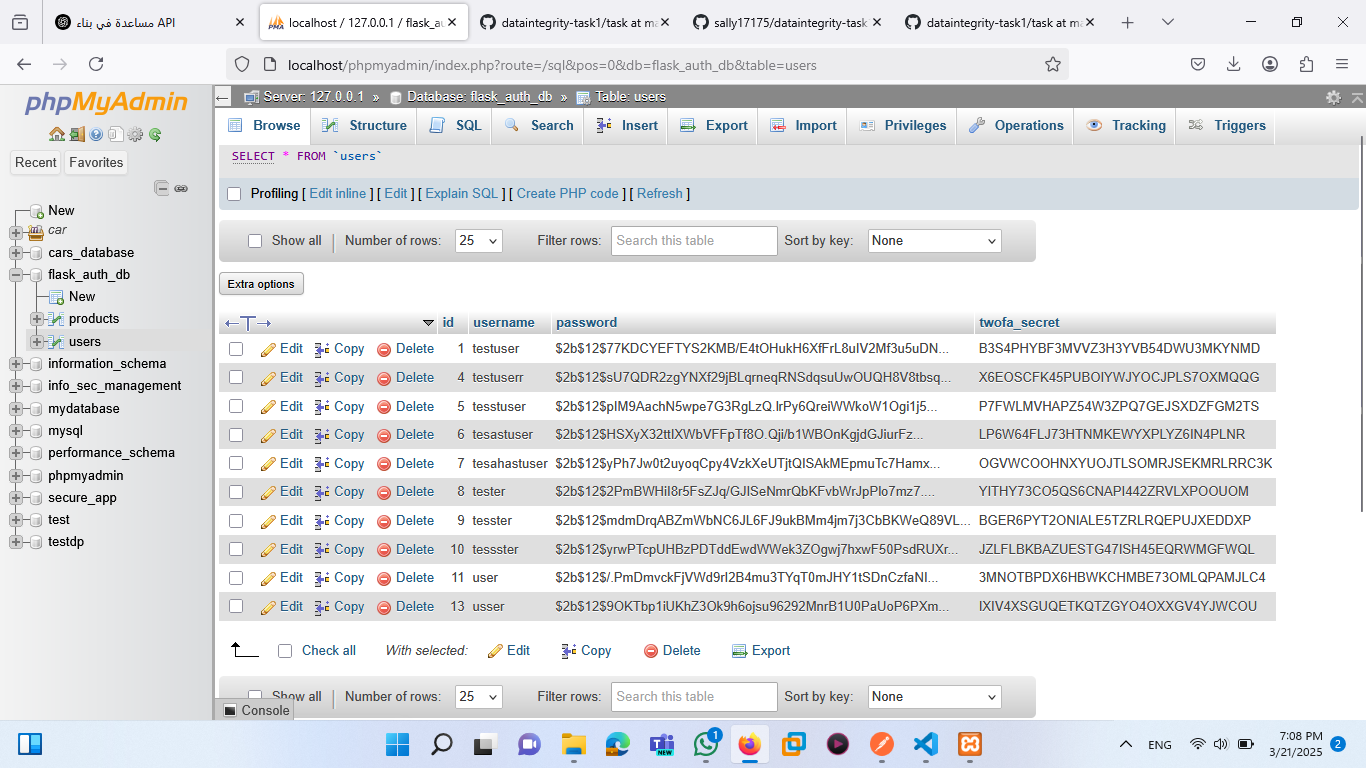 مساعدة في بناء API
localhost / 127.0.0.1 / flask_au
dataintegrity-task1/task at ma
sally17175/dataintegrity-task
dataintegrity-task1/task at ma
localhost/phpmyadmin/index.php?route=/sql&pos=0&db=flask_auth_db&table=users
phpMyAdmin
Recent Favorites
New
car
cars_database
flask_auth_db
New
products
users
information_schema
info_sec_management
mydatabase
mysql
performance_schema
phpmyadmin
secure_app
test
testdp
Server: 127.0.0.1 » Database: flask_auth_db » Table: users
Browse Structure SQL Search Insert Export Import Privileges Operations Tracking Triggers
SELECT * FROM `users`
Profiling [ Edit inline ] [ Edit ] [ Explain SQL ] [ Create PHP code ] [ Refresh ]
Show all Number of rows: 25 Filter rows: Search this table Sort by key: None
Extra options
←T→ id username password twofa_secret
Edit Copy Delete 1 testuser $2b$12$77KDCYEFTYS2KMB/E4tOHukH6XfFrL8uIV2Mf3u5uDN... B3S4PHYBF3MVVZ3H3YVB54DWU3MKYNMD
Edit Copy Delete 4 testuserr $2b$12$sU7QDR2zgYNXf29jBLqrneqRNSdqsuUwOUQH8V8tbsq... X6EOSCFK45PUBOIYWJYOCJPLS7OXMQQG
Edit Copy Delete 5 tesstuser $2b$12$pIM9AachN5wpe7G3RgLzQ.IrPy6QreiWWkoW1Ogi1j5... P7FWLMVHAPZ54W3ZPQ7GEJSXDZFGM2TS
Edit Copy Delete 6 tesastuser $2b$12$HSXyX32ttIXWbVFFpTf8O.Qji/b1WBOnKgjdGJiurFz... LP6W64FLJ73HTNMKEWYXPLYZ6IN4PLNR
Edit Copy Delete 7 tesahastuser $2b$12$yPh7Jw0t2uyoqCpy4VzkXeUTjtQISAkMEpmuTc7Hamx... OGVWCOOHNXYUOJTLSOMRJSEKMRLRRC3K
Edit Copy Delete 8 tester $2b$12$2PmBWHiI8r5FsZJq/GJISeNmrQbKFvbWrJpPlo7mz7.... YITHY73CO5QS6CNAPI442ZRVLXPOOUOM
Edit Copy Delete 9 tesster $2b$12$mdmDrqABZmWbNC6JL6FJ9ukBMm4jm7j3CbBKWeQ89VL... BGER6PYT2ONIALE5TZRLRQEPUJXEDDXP
Edit Copy Delete 10 tessster $2b$12$yrwPTcpUHBzPDTddEwdWWek3ZOgwj7hxwF50PsdRUXr... JZLFLBKBAZUESTG47ISH45EQRWMGFWQL
Edit Copy Delete 11 user $2b$12$/.PmDmvckFjVWd9rI2B4mu3TYqT0mJHY1tSDnCzfaNI... 3MNOTBPDX6HBWKCHMBE73OMLQPAMJLC4
Edit Copy Delete 13 usser $2b$12$9OKTbp1iUKhZ3Ok9h6ojsu96292MnrB1U0PaUoP6PXm... IXIV4XSGUQETKQTZGYO4OXXGV4YJWCOU
Check all With selected: Edit Copy Delete Export
Show all Number of rows: 25 Filter rows: Search this table Sort by key: None
Console
NEW
1
ENG 7:08 PM
3/21/2025 2